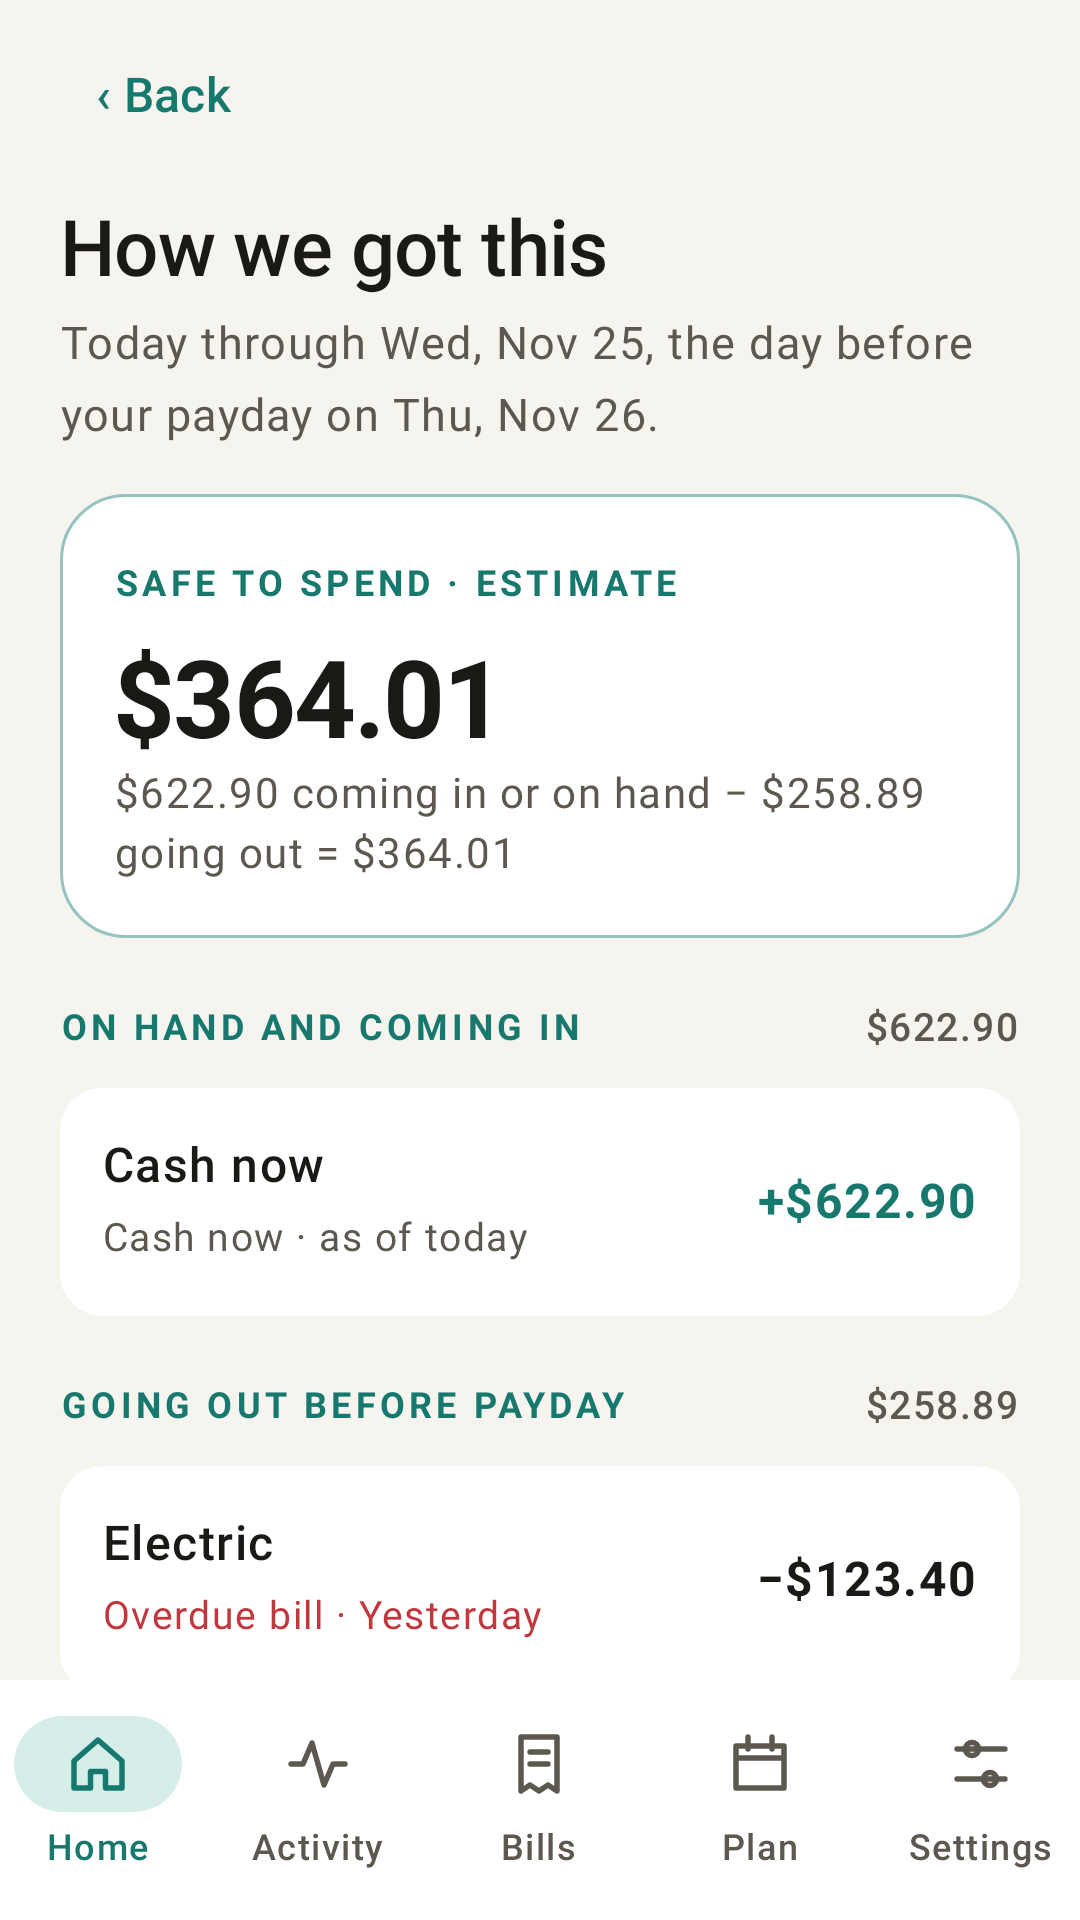 ‹ Back
How we got this
Today through Wed, Nov 25, the day before
your payday on Thu, Nov 26.
SAFE TO SPEND · ESTIMATE
$364.01
$622.90 coming in or on hand − $258.89
going out = $364.01
ON HAND AND COMING IN $622.90
Cash now
+$622.90
Cash now · as of today
GOING OUT BEFORE PAYDAY $258.89
Electric
−$123.40
Overdue bill · Yesterday
Home Activity Bills Plan Settings